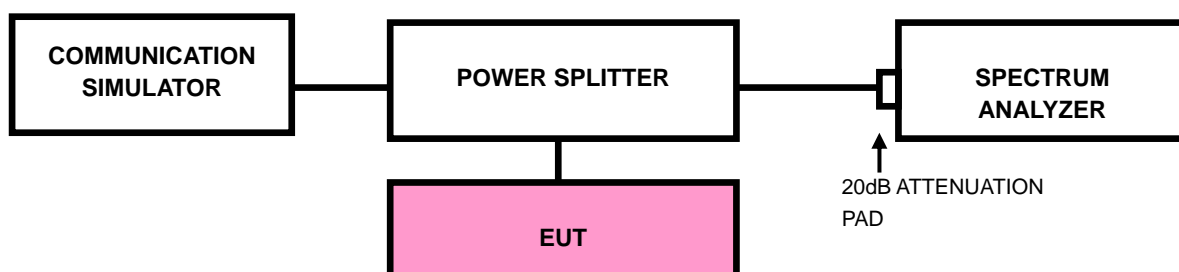 COMMUNICATION
SIMULATOR
POWER SPLITTER
SPECTRUM
ANALYZER
20dB ATTENUATION
PAD
EUT